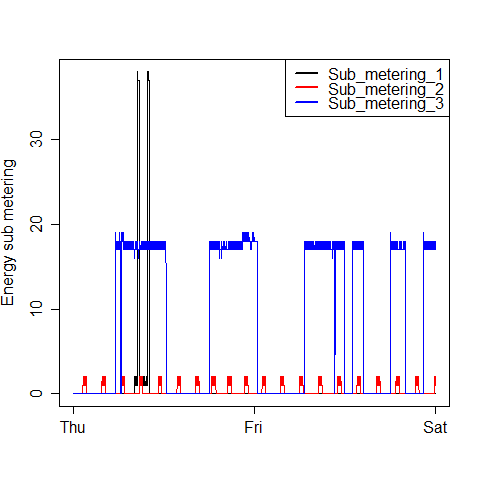 Sub_metering_1
Sub_metering_2
Sub_metering_3
Energy sub metering
30
20
10
0
Thu Fri Sat